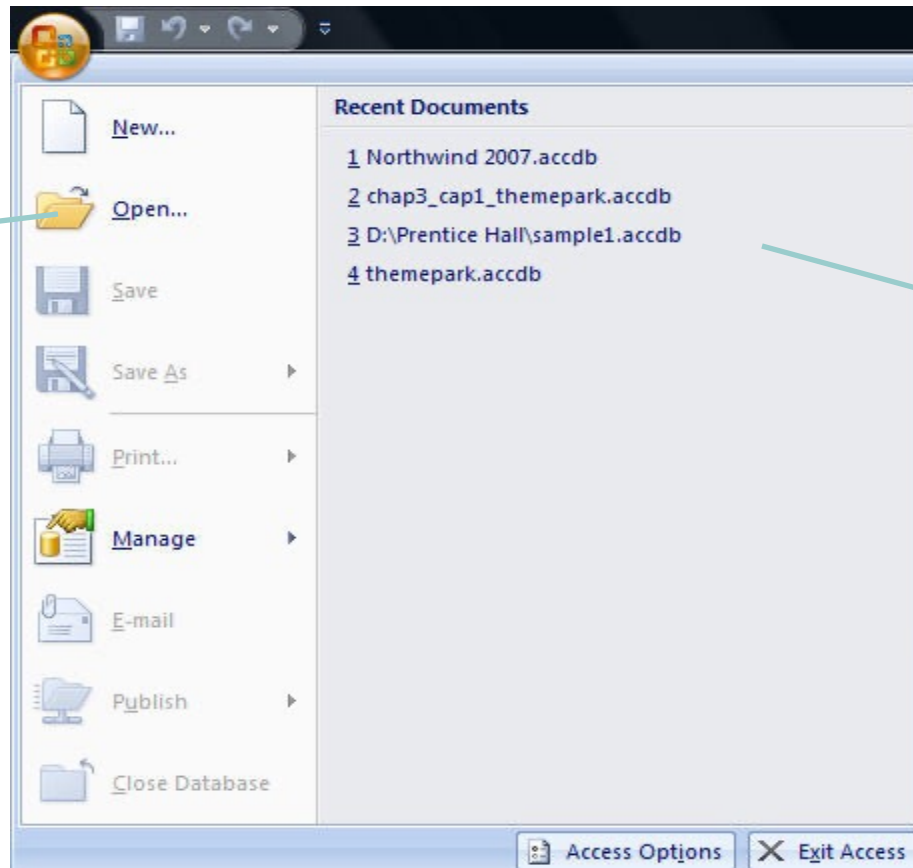 New...
Open...
Save
Save As
Print...
Manage
E-mail
Publish
Close Database
Recent Documents
1 Northwind 2007.accdb
2 chap3_cap1_themepark.accdb
3 D:\Prentice Hall\sample1.accdb
4 themepark.accdb
Access Options
Exit Access